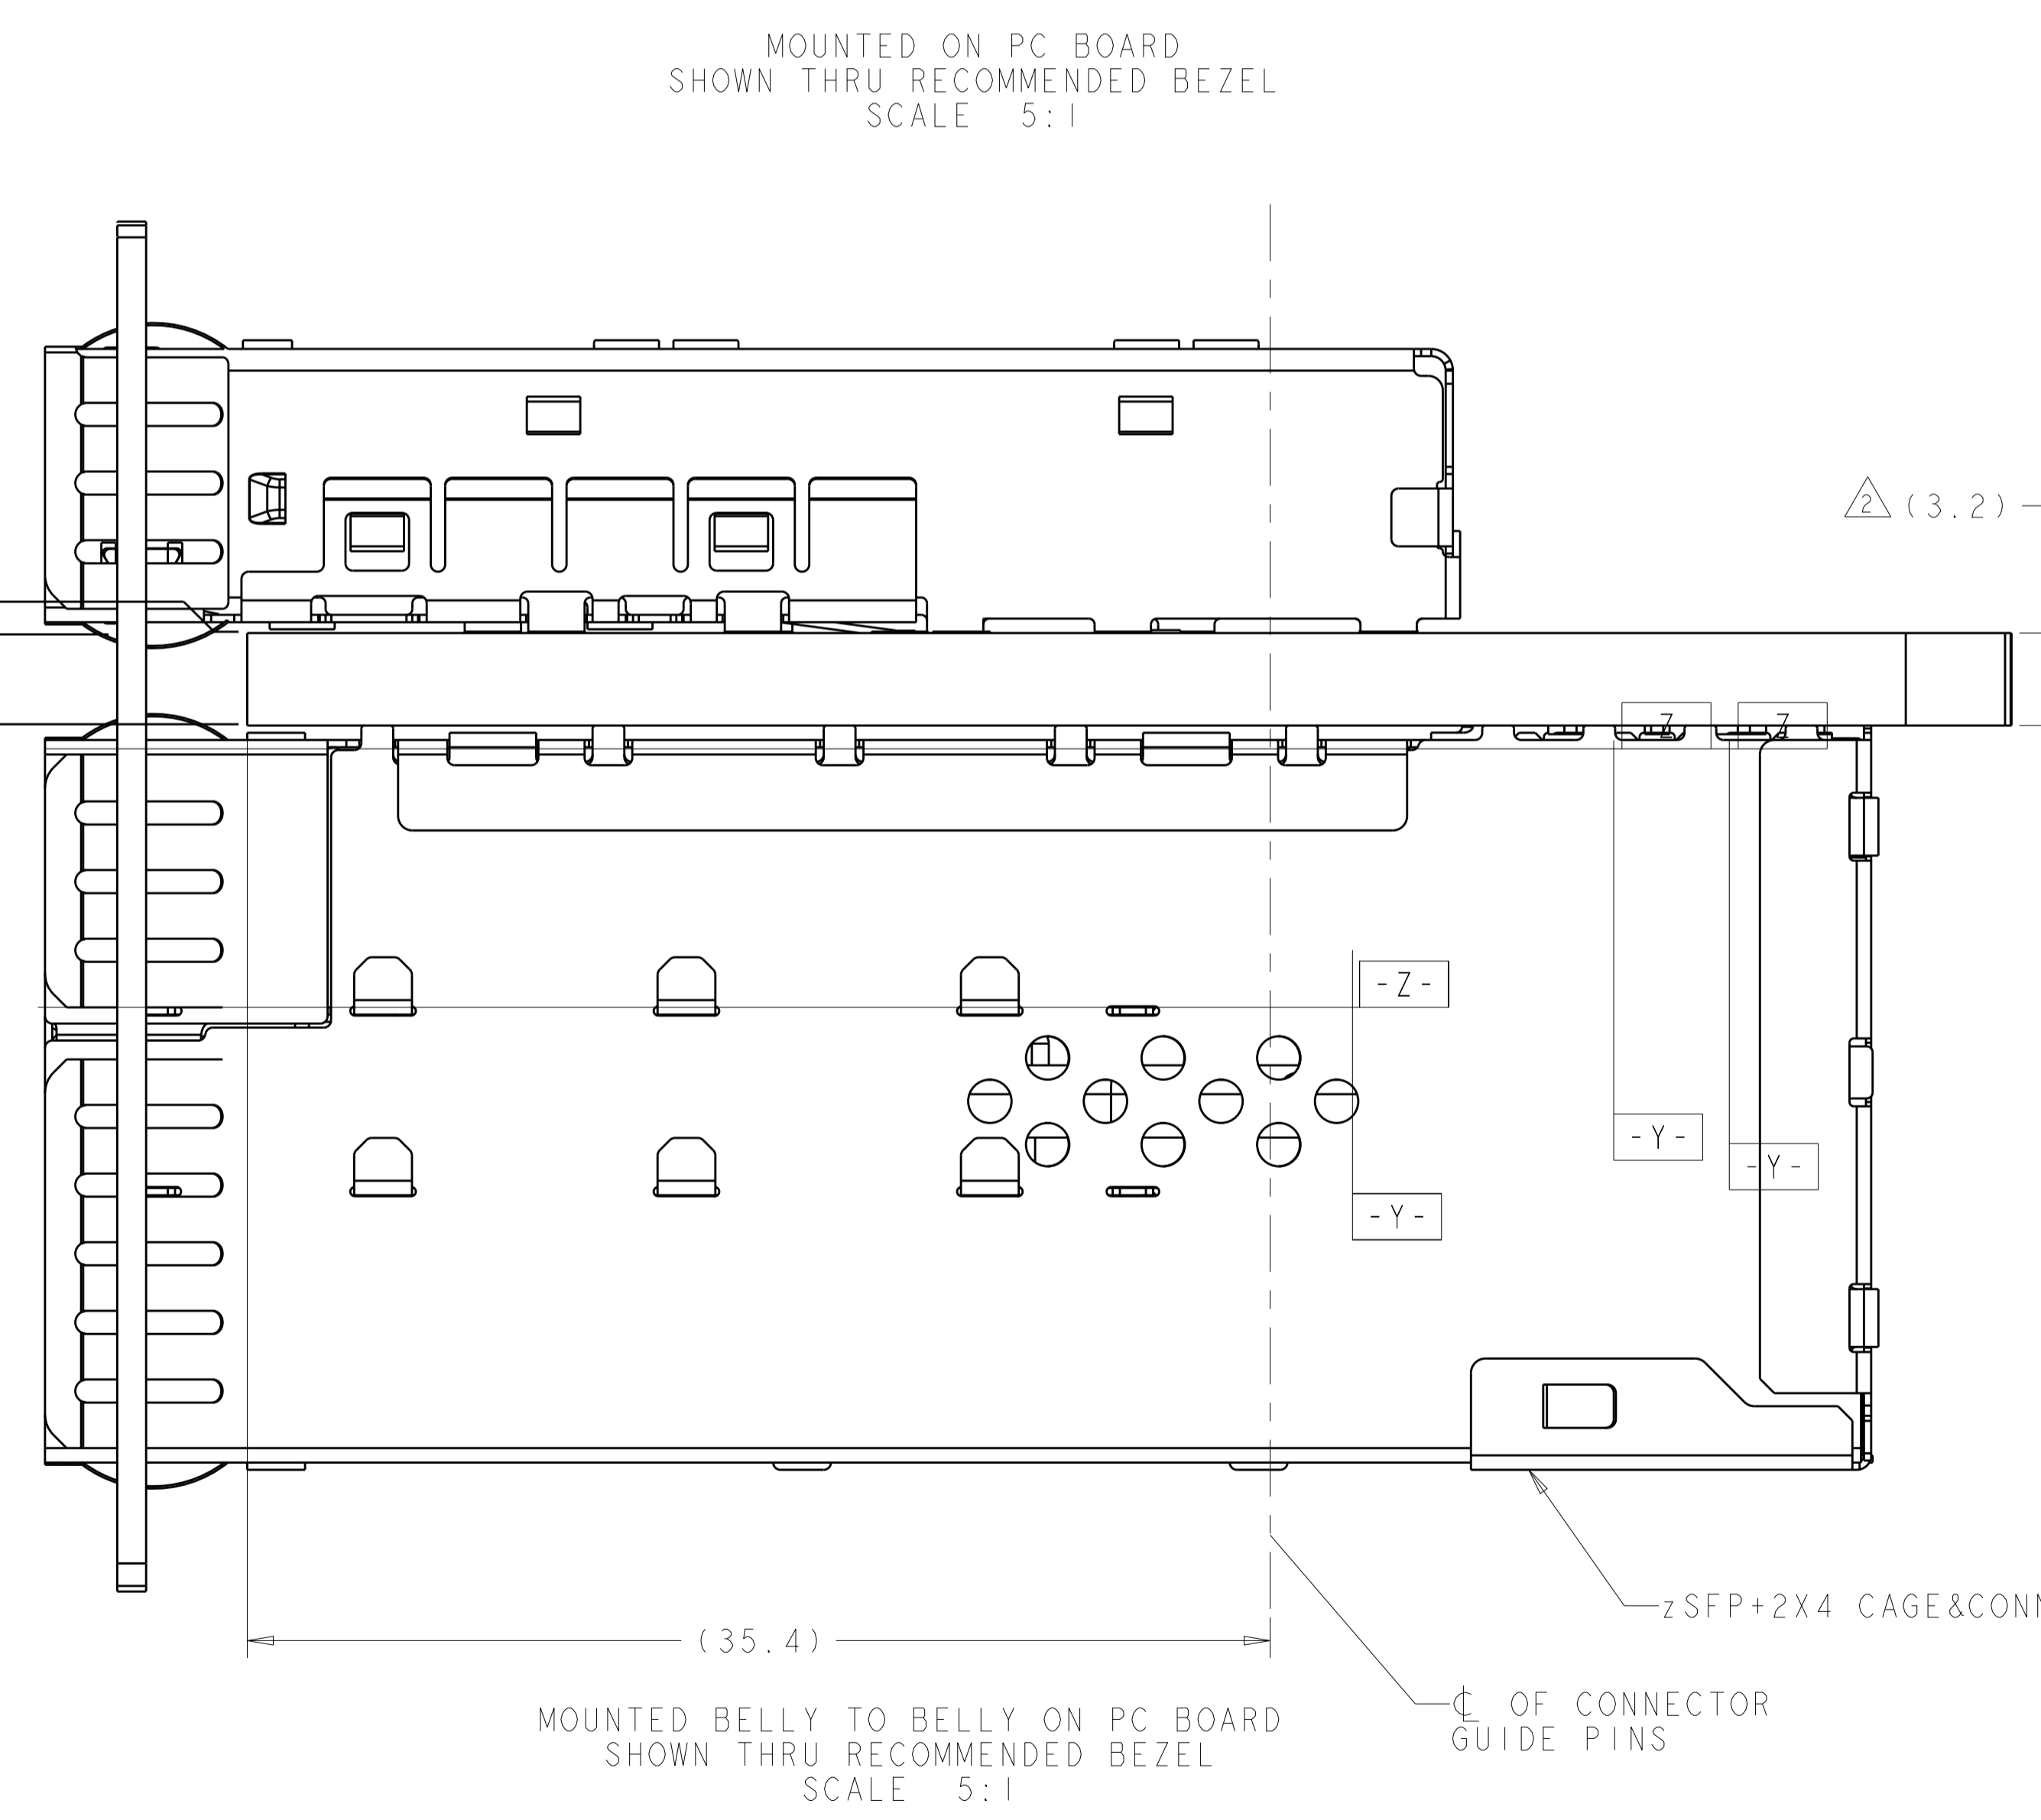 MOUNTED ON PC BOARD
SHOWN THRU RECOMMENDED BEZEL
SCALE 5:1
2 (3.2)
Z
Z
-Z-
-Y-
-Y-
-Y-
zSFP+2X4 CAGE&CONN
(35.4)
℄ OF CONNECTOR
GUIDE PINS
MOUNTED BELLY TO BELLY ON PC BOARD
SHOWN THRU RECOMMENDED BEZEL
SCALE 5:1